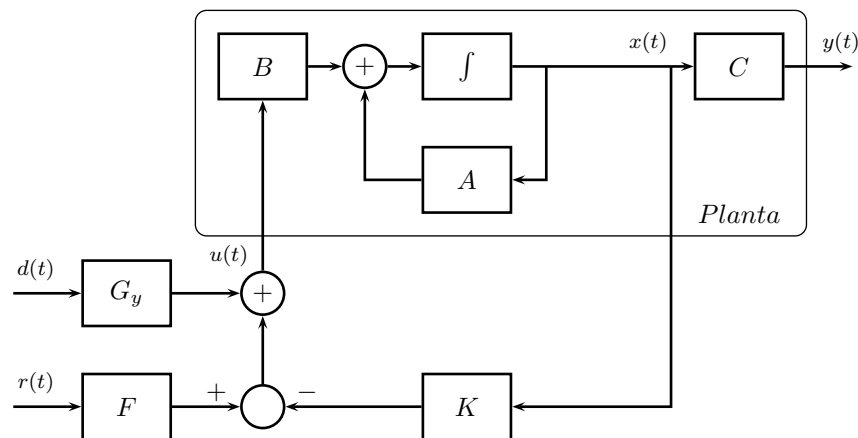 x(t)
y(t)
B
+
∫
C
A
Planta
u(t)
d(t)
G_y
+
r(t)
F
+
−
K